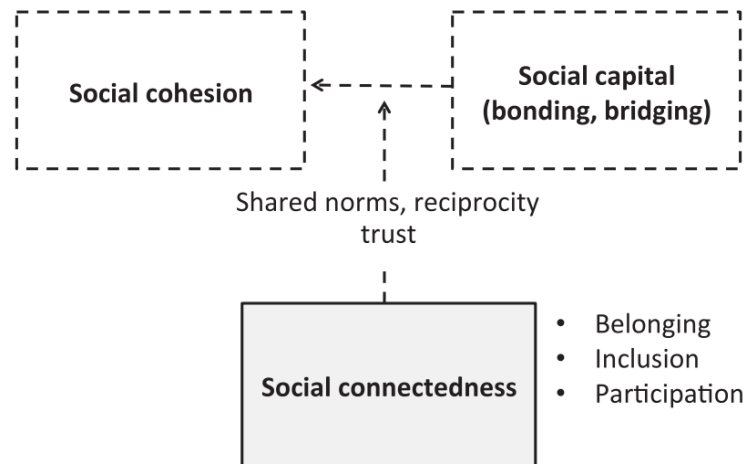 Social cohesion
Social capital
(bonding, bridging)
Shared norms, reciprocity
trust
Social connectedness
• Belonging
• Inclusion
• Participation